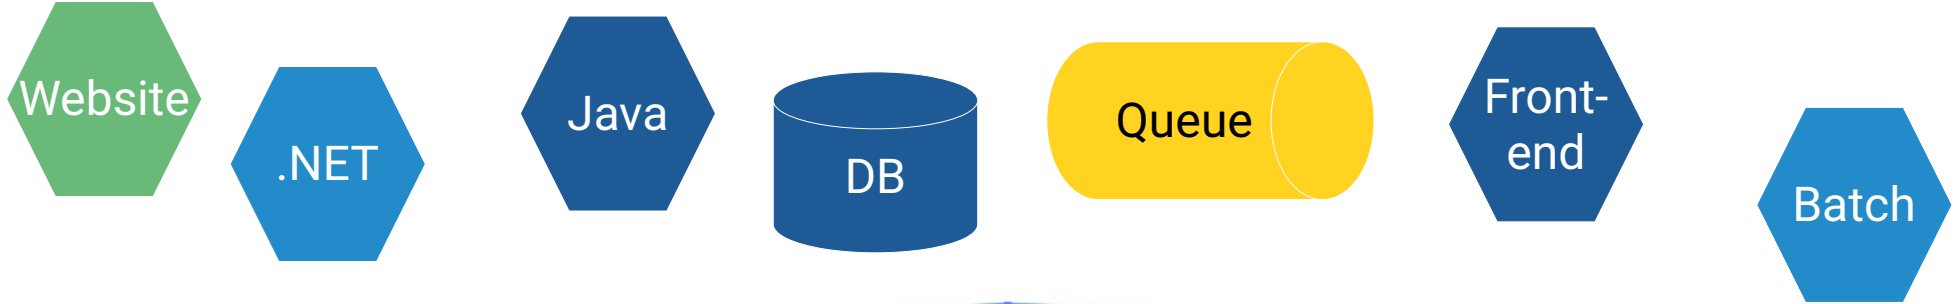 Website
.NET
Java
DB
Queue
Front-
end
Batch